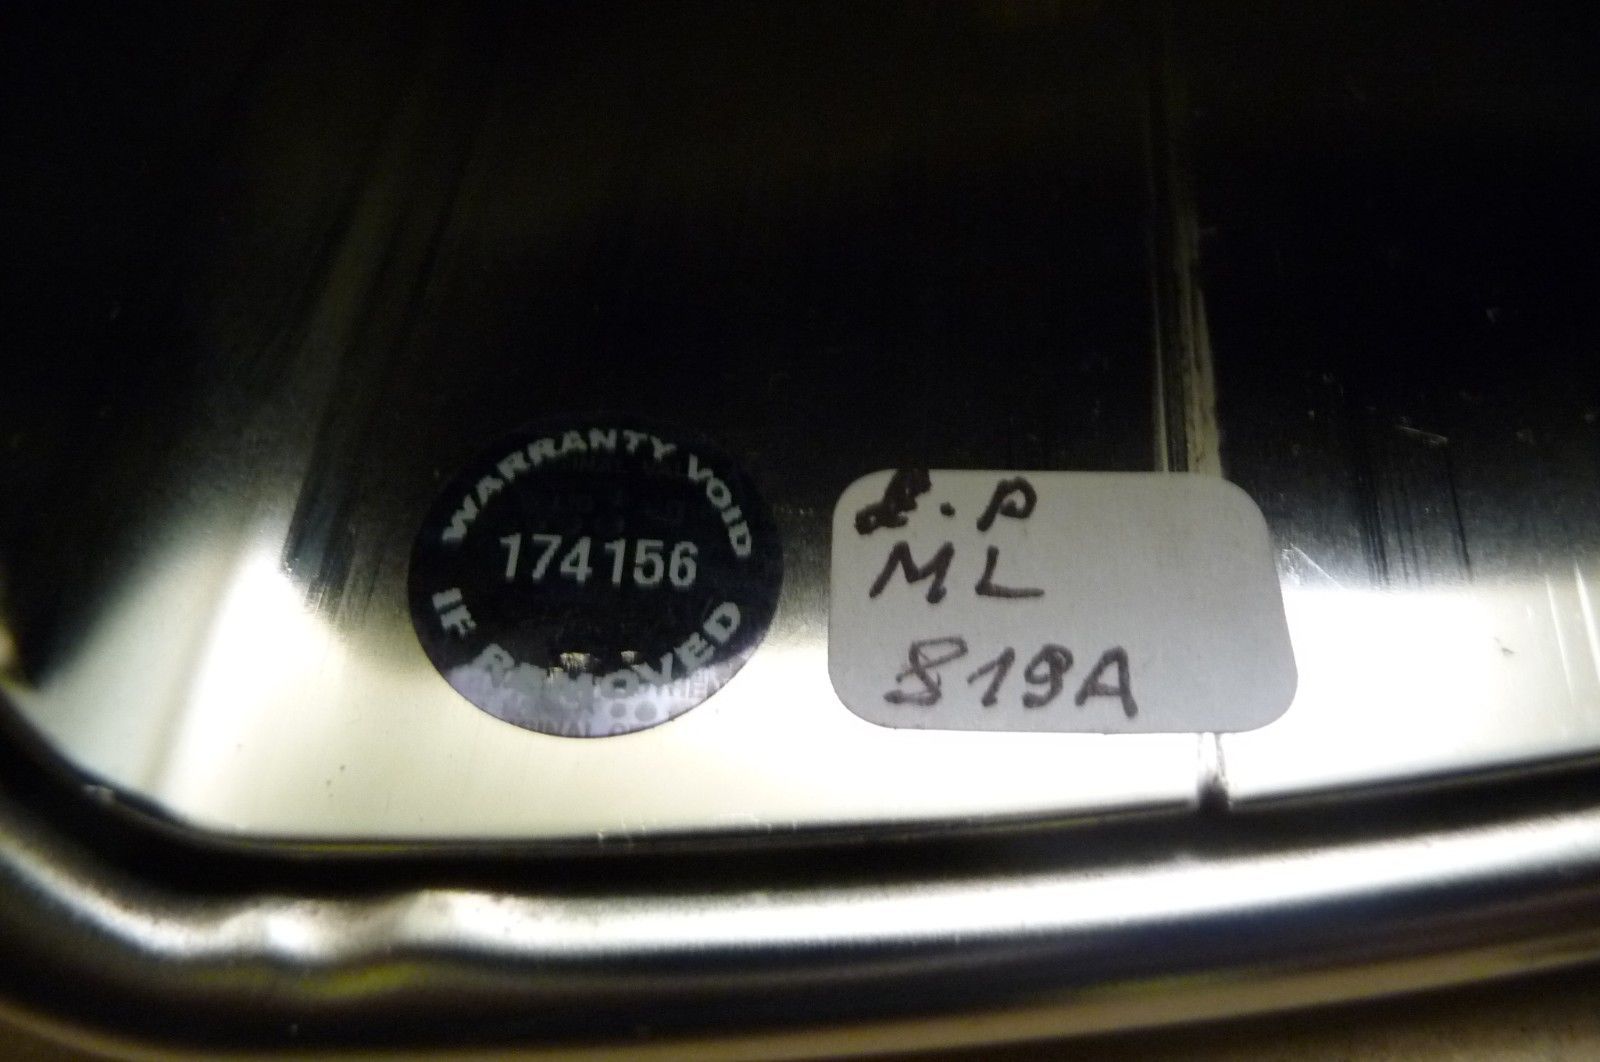 WARRANTY VOID
174156
IF REMOVED
ML
819A